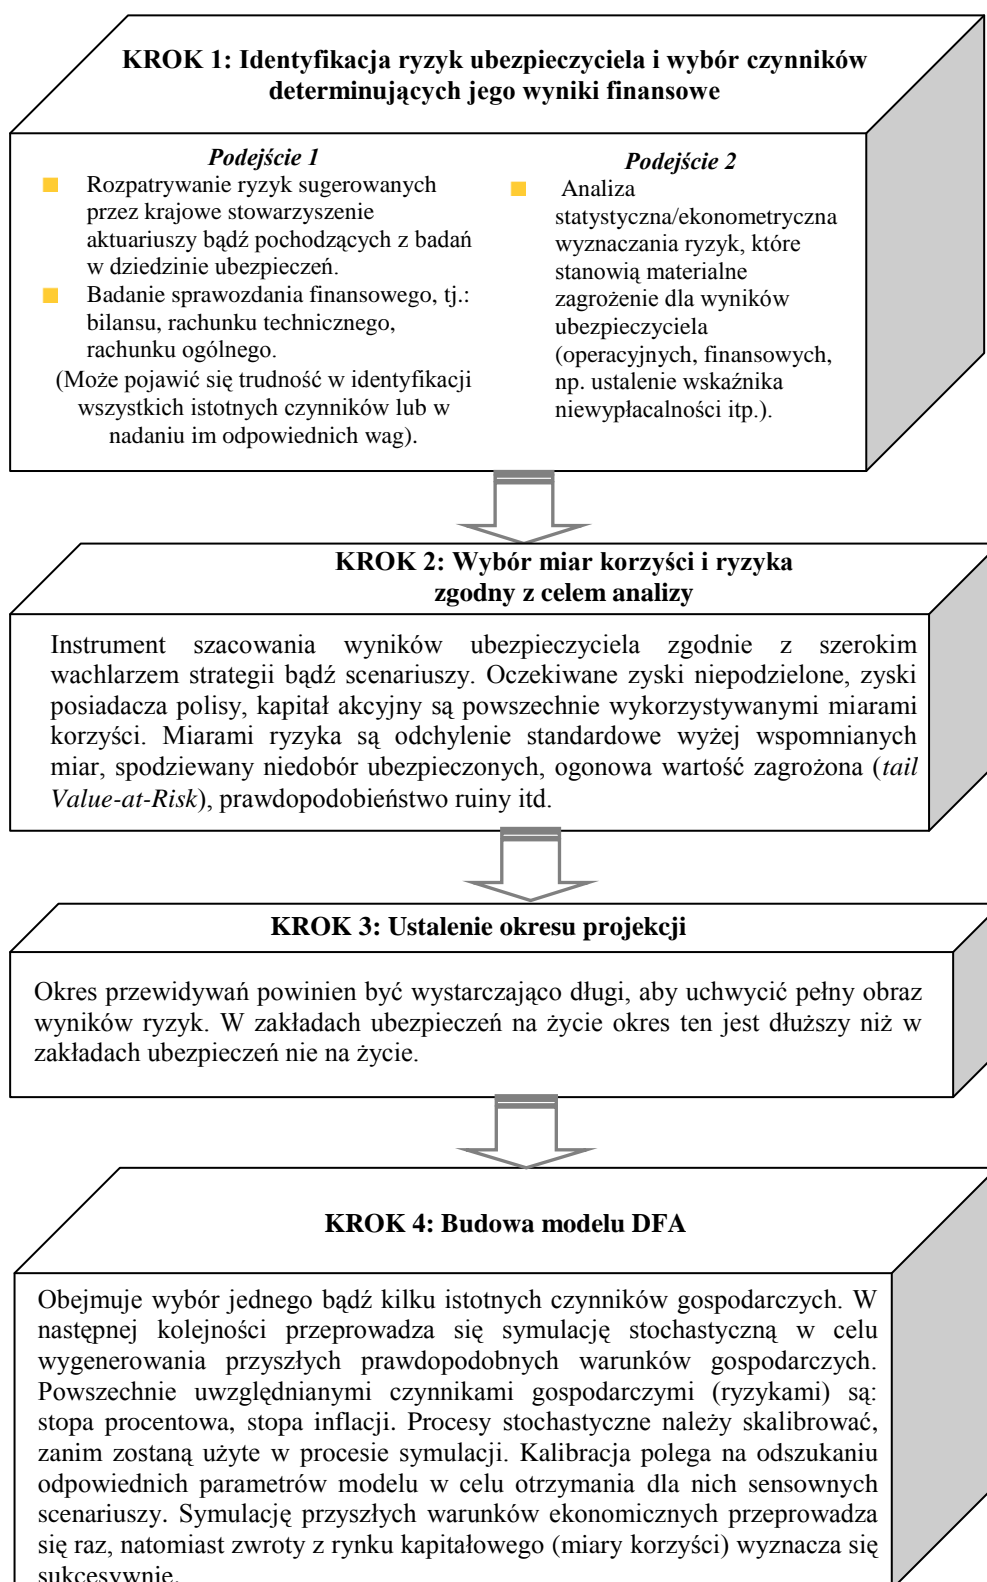 KROK 1: Identyfikacja ryzyk ubezpieczyciela i wybór czynników
determinujących jego wyniki finansowe
Podejście 1
Rozpatrywanie ryzyk sugerowanych
przez krajowe stowarzyszenie
aktuariuszy bądź pochodzących z badań
w dziedzinie ubezpieczeń.
Badanie sprawozdania finansowego, tj.:
bilansu, rachunku technicznego,
rachunku ogólnego.
(Może pojawić się trudność w identyfikacji
wszystkich istotnych czynników lub w
nadaniu im odpowiednich wag).
Podejście 2
Analiza
statystyczna/ekonometryczna
wyznaczania ryzyk, które
stanowią materialne
zagrożenie dla wyników
ubezpieczyciela
(operacyjnych, finansowych,
np. ustalenie wskaźnika
niewypłacalności itp.).
KROK 2: Wybór miar korzyści i ryzyka
zgodny z celem analizy
Instrument szacowania wyników ubezpieczyciela zgodnie z szerokim
wachlarzem strategii bądź scenariuszy. Oczekiwane zyski niepodzielone, zyski
posiadacza polisy, kapitał akcyjny są powszechnie wykorzystywanymi miarami
korzyści. Miarami ryzyka są odchylenie standardowe wyżej wspomnianych
miar, spodziewany niedobór ubezpieczonych, ogonowa wartość zagrożona (tail
Value-at-Risk), prawdopodobieństwo ruiny itd.
KROK 3: Ustalenie okresu projekcji
Okres przewidywań powinien być wystarczająco długi, aby uchwycić pełny obraz
wyników ryzyk. W zakładach ubezpieczeń na życie okres ten jest dłuższy niż w
zakładach ubezpieczeń nie na życie.
KROK 4: Budowa modelu DFA
Obejmuje wybór jednego bądź kilku istotnych czynników gospodarczych. W
następnej kolejności przeprowadza się symulację stochastyczną w celu
wygenerowania przyszłych prawdopodobnych warunków gospodarczych.
Powszechnie uwzględnianymi czynnikami gospodarczymi (ryzykami) są:
stopa procentowa, stopa inflacji. Procesy stochastyczne należy skalibrować,
zanim zostaną użyte w procesie symulacji. Kalibracja polega na odszukaniu
odpowiednich parametrów modelu w celu otrzymania dla nich sensownych
scenariuszy. Symulację przyszłych warunków ekonomicznych przeprowadza
się raz, natomiast zwroty z rynku kapitałowego (miary korzyści) wyznacza się
sukcesywnie.